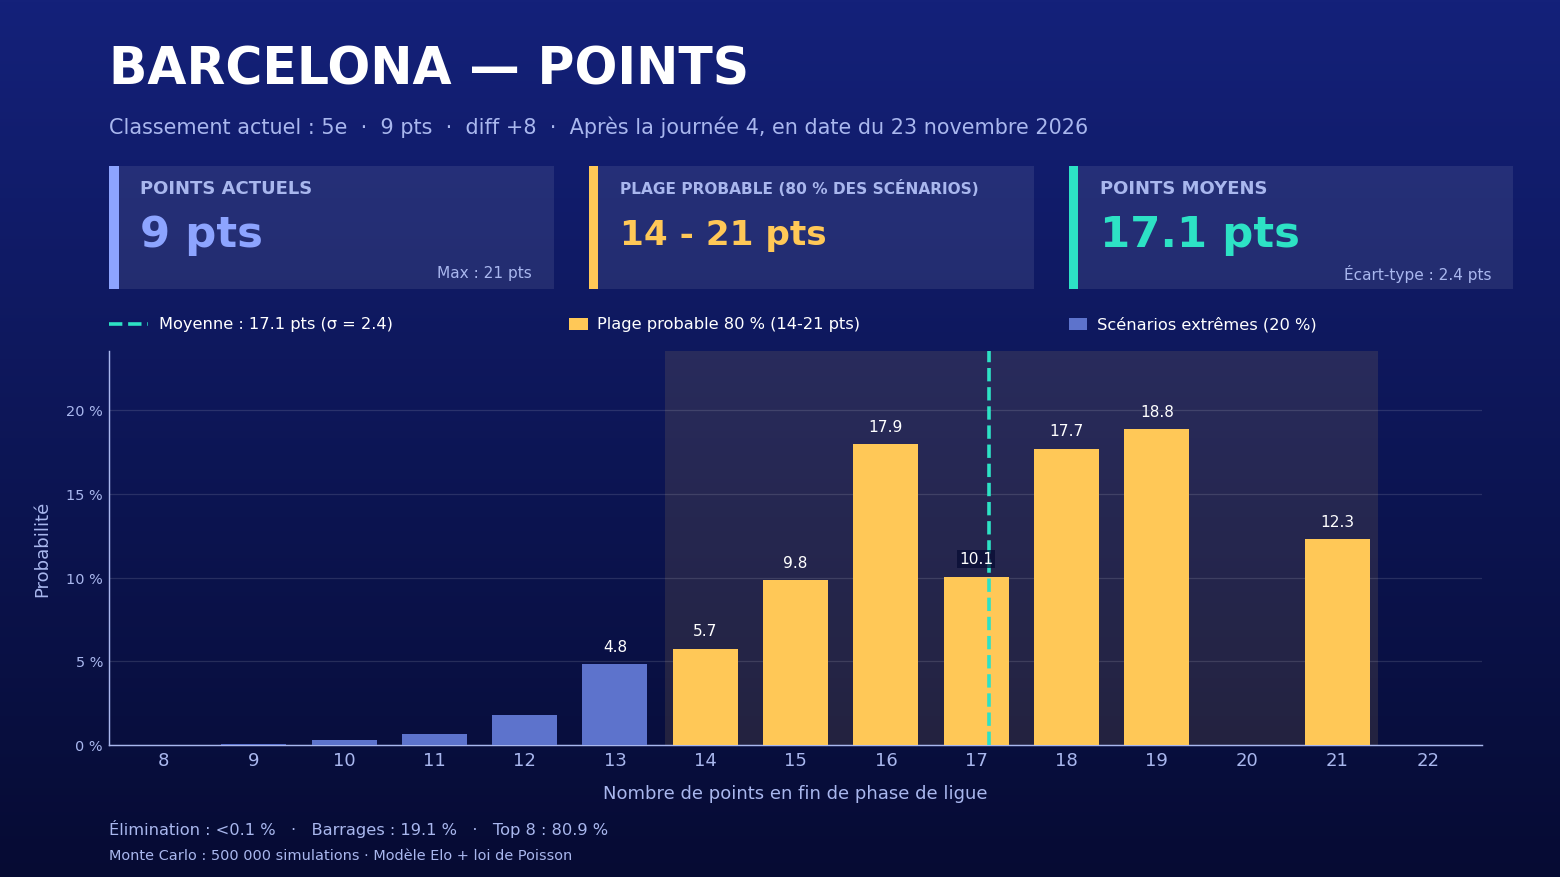 BARCELONA — POINTS
Classement actuel : 5e · 9 pts · diff +8 · Après la journée 4, en date du 23 novembre 2026
POINTS ACTUELS
9 pts
Max : 21 pts
PLAGE PROBABLE (80 % DES SCÉNARIOS)
14 - 21 pts
POINTS MOYENS
17.1 pts
Écart-type : 2.4 pts
Moyenne : 17.1 pts (σ = 2.4)
Plage probable 80 % (14-21 pts)
Scénarios extrêmes (20 %)
Probabilité
20 %
15 %
10 %
5 %
0 %
4.8
5.7
9.8
17.9
10.1
17.7
18.8
12.3
8 9 10 11 12 13 14 15 16 17 18 19 20 21 22
Nombre de points en fin de phase de ligue
Élimination : <0.1 % · Barrages : 19.1 % · Top 8 : 80.9 %
Monte Carlo : 500 000 simulations · Modèle Elo + loi de Poisson